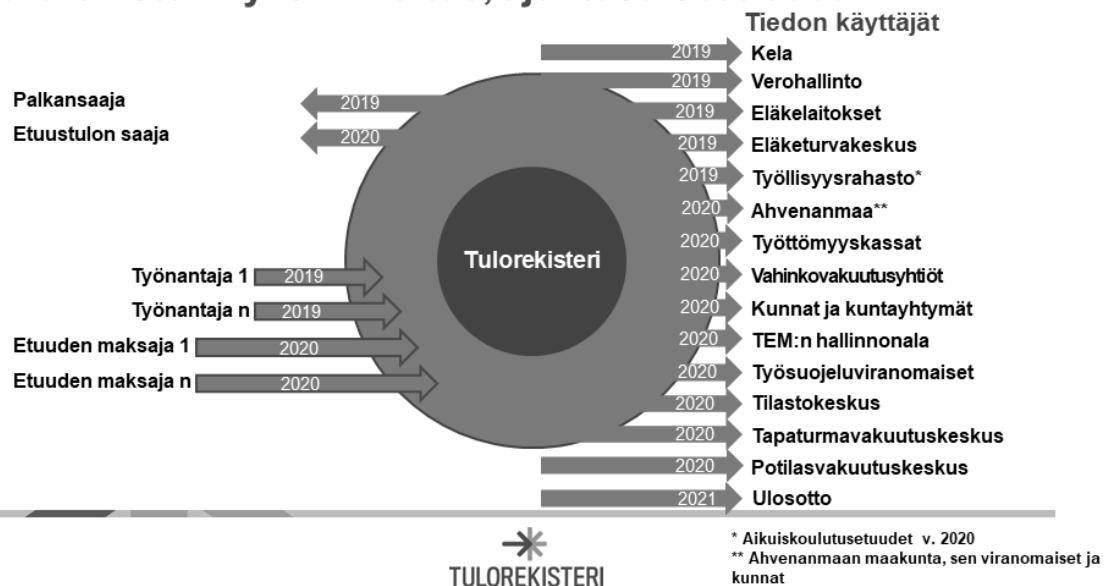 Tiedon käyttäjät
2019 Kela
2019 Verohallinto
2019 Eläkelaitokset
2019 Eläketurvakeskus
2019 Työllisyysrahasto*
2020 Ahvenanmaa**
2020 Työttömyyskassat
2020 Vahinkovakuutusyhtiöt
2020 Kunnat ja kuntayhtymät
2020 TEM:n hallinnonala
2020 Työsuojeluviranomaiset
2020 Tilastokeskus
2020 Tapaturmavakuutuskeskus
2020 Potilasvakuutuskeskus
2021 Ulosotto
Palkansaaja 2019
Etuustulon saaja 2020
Tulorekisteri
Työnantaja 1 2019
Työnantaja n 2019
Etuuden maksaja 1 2020
Etuuden maksaja n 2020
TULOREKISTERI
* Aikuiskoulutusetuudet v. 2020
** Ahvenanmaan maakunta, sen viranomaiset ja
kunnat